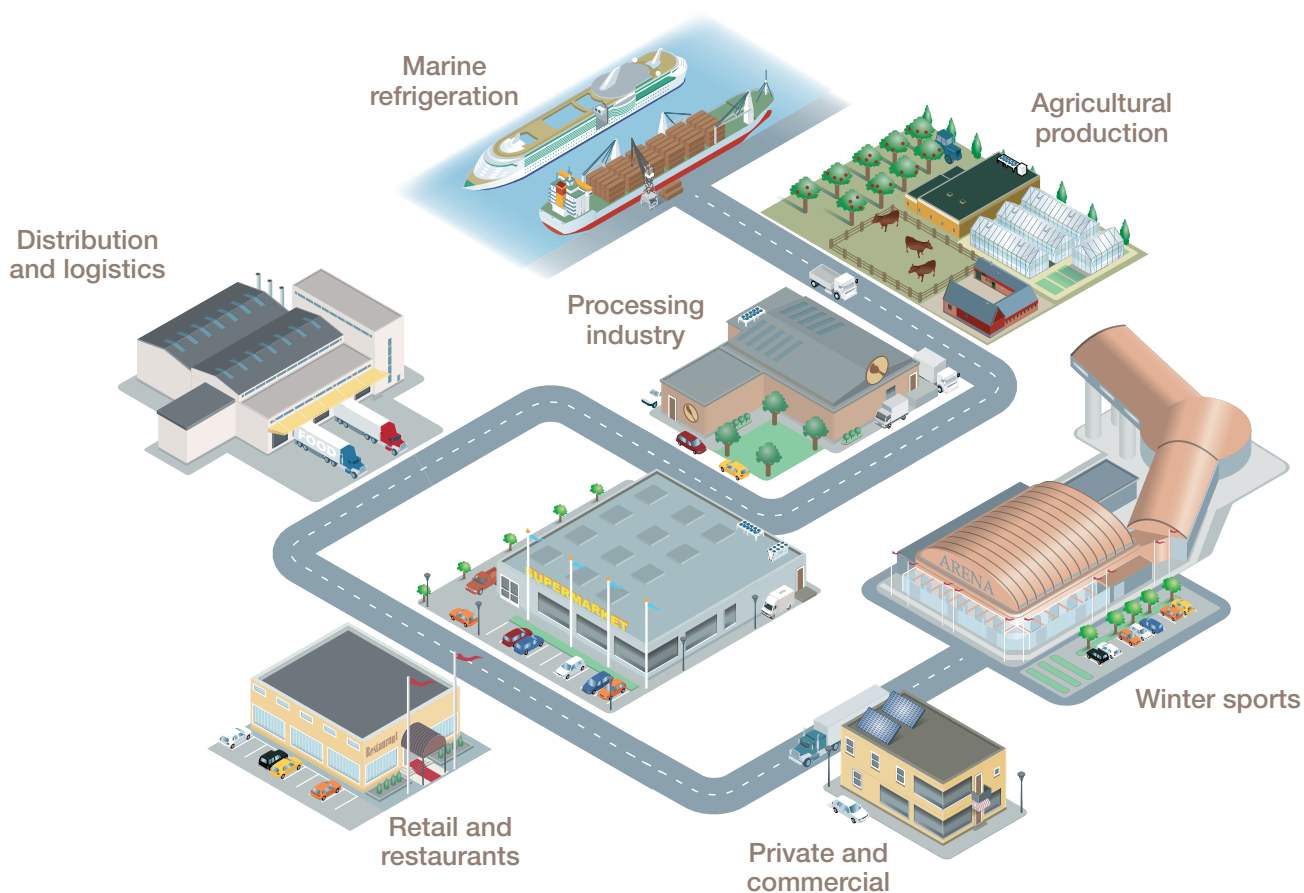 Marine
refrigeration
Agricultural
production
Distribution
and logistics
Processing
industry
FOOD
SUPERMARKET
ARENA
Winter sports
Restaurant
Retail and
restaurants
Private and
commercial